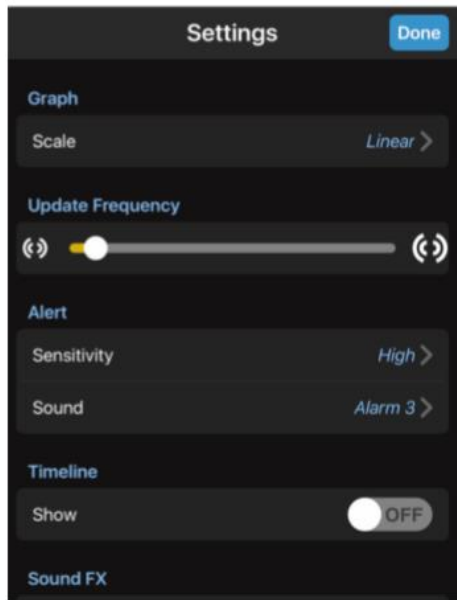 Settings
Done
Graph
Scale Linear
Update Frequency
Alert
Sensitivity High
Sound Alarm 3
Timeline
Show OFF
Sound FX